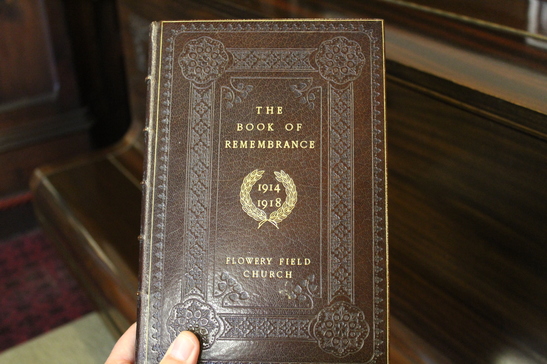 THE
BOOK OF
REMEMBRANCE
1914
1918
FLOWERY FIELD
CHURCH